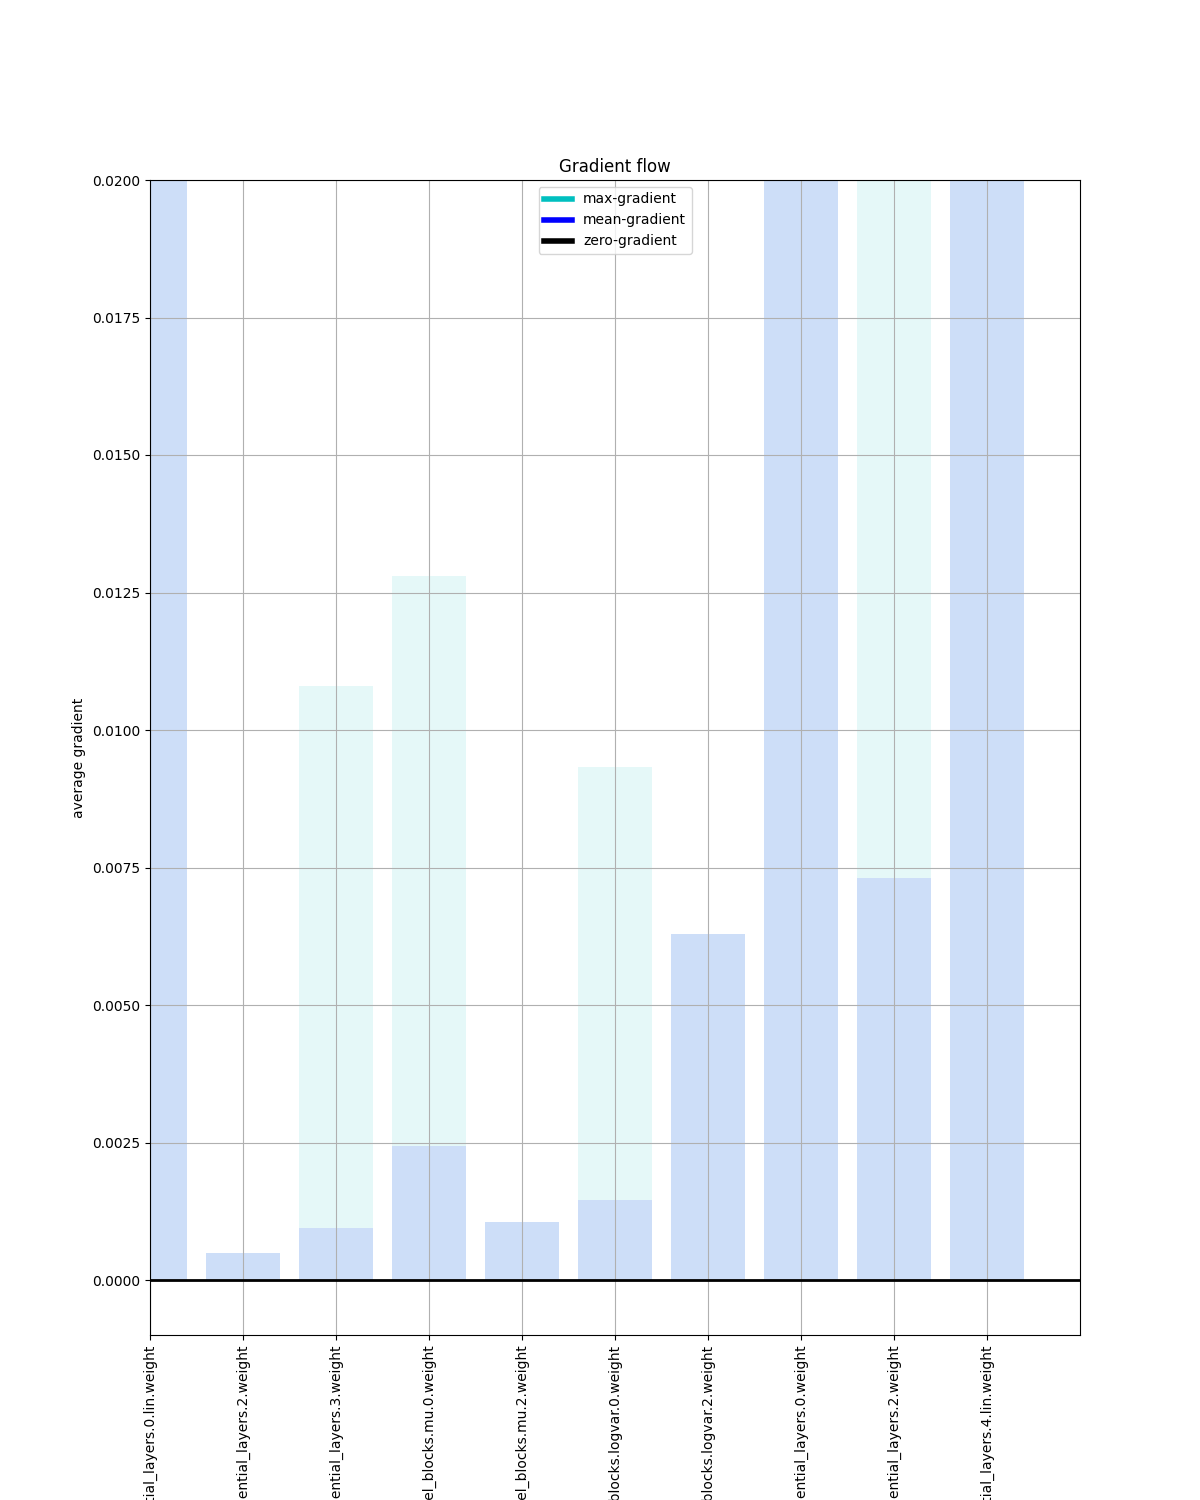 Gradient flow
max-gradient
mean-gradient
zero-gradient
0.0200
0.0175
0.0150
0.0125
0.0100
0.0075
0.0050
0.0025
0.0000
average gradient
tial_layers.0.lin.weight
ential_layers.2.weight
ential_layers.3.weight
el_blocks.mu.0.weight
el_blocks.mu.2.weight
blocks.logvar.0.weight
blocks.logvar.2.weight
ential_layers.0.weight
ential_layers.2.weight
tial_layers.4.lin.weight